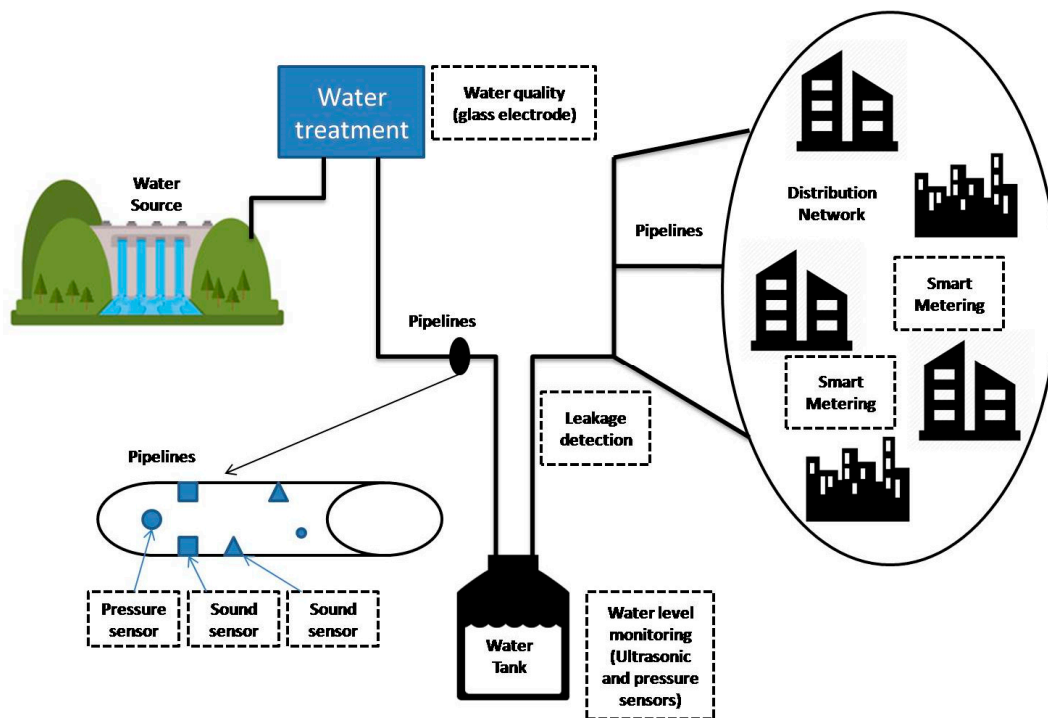 Water
treatment
Water quality
(glass electrode)
Water
Source
Distribution
Network
Pipelines
Smart
Metering
Pipelines
Smart
Metering
Leakage
detection
Pipelines
Pressure
sensor
Sound
sensor
Sound
sensor
Water
Tank
Water level
monitoring
(Ultrasonic
and pressure
sensors)